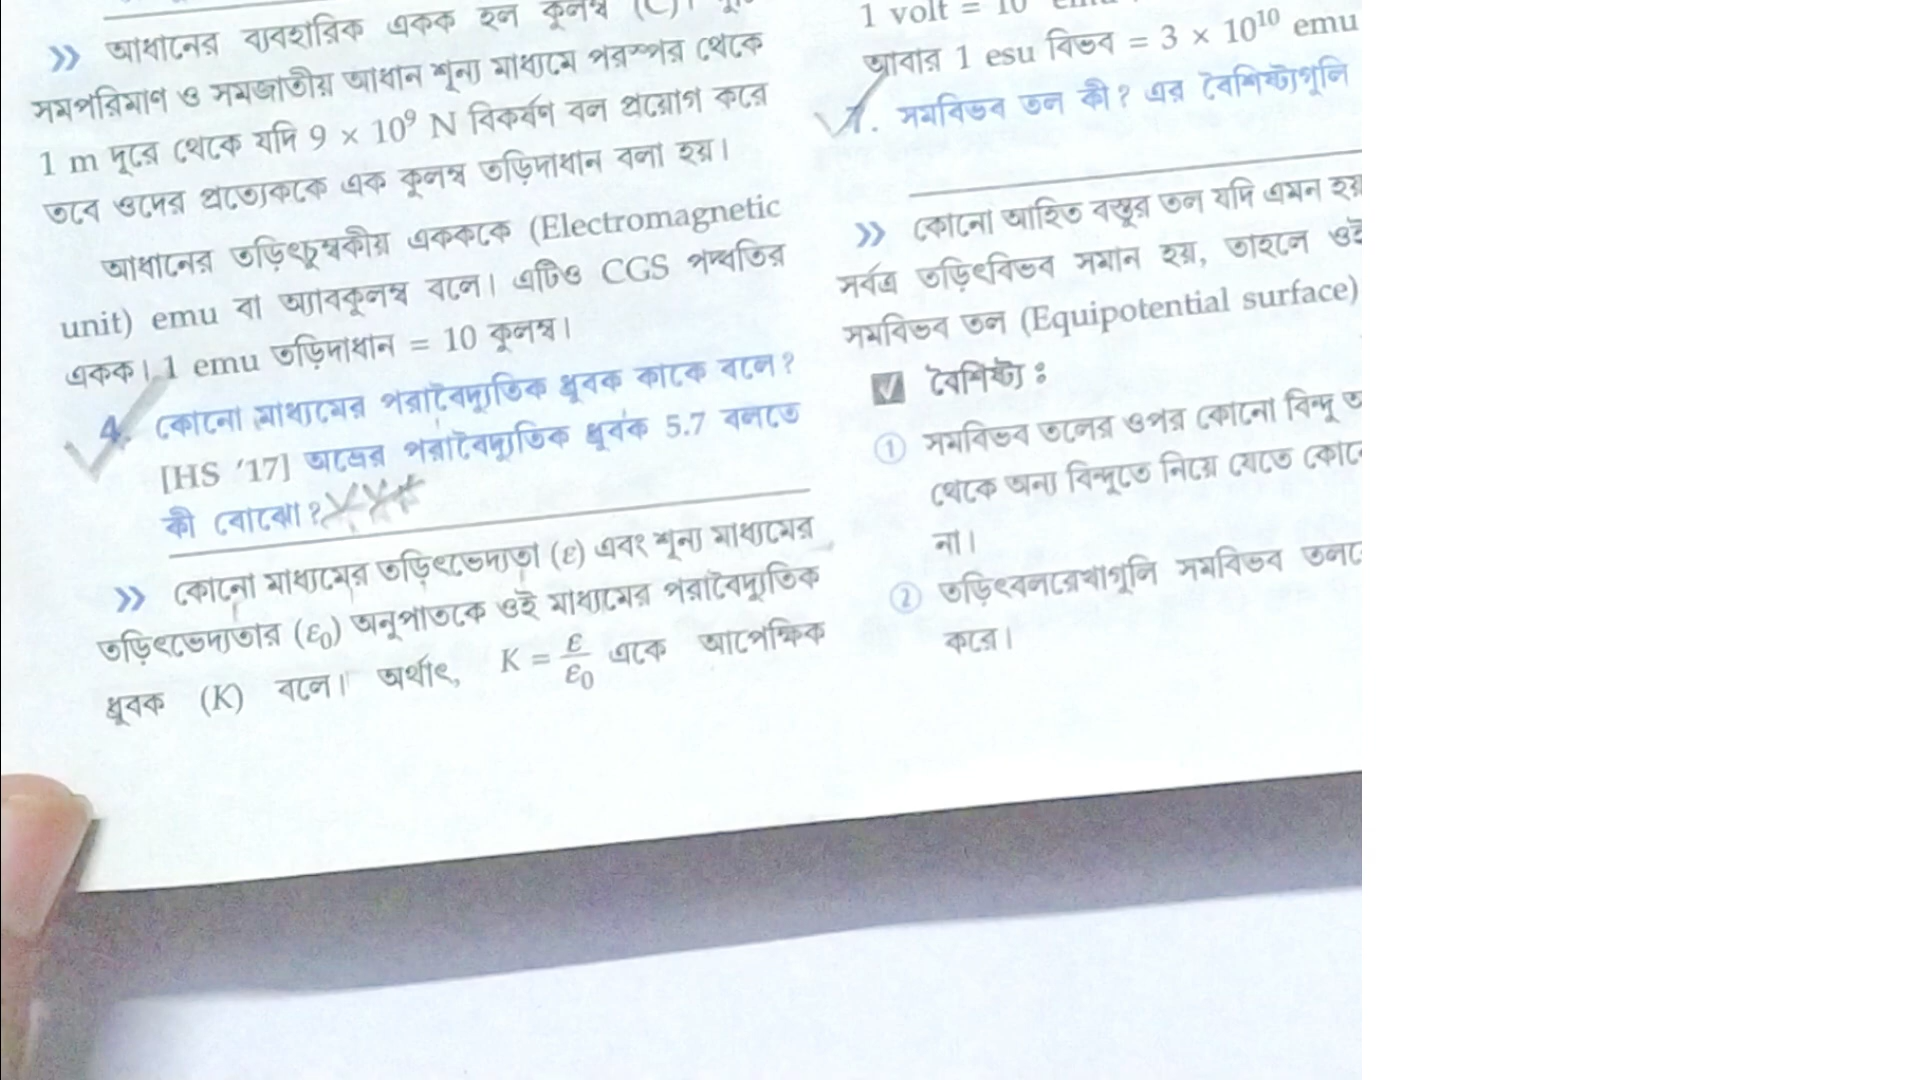 » আধানের ব্যবহারিক একক হল কুলম্ব (C)।
সমপরিমাণ ও সমজাতীয় আধান শূন্য মাধ্যমে পরস্পর থেকে
1 m দূরে থেকে যদি 9 × 10⁹ N বিকর্ষণ বল প্রয়োগ করে
তবে ওদের প্রত্যেককে এক কুলম্ব তড়িদাধান বলা হয়।
আধানের তড়িৎচুম্বকীয় একককে (Electromagnetic
unit) emu বা অ্যাবকুলম্ব বলে। এটিও CGS পদ্ধতির
একক। 1 emu তড়িদাধান = 10 কুলম্ব।
4. কোনো মাধ্যমের পরাবৈদ্যুতিক ধ্রুবক কাকে বলে?
[HS '17] অভ্রের পরাবৈদ্যুতিক ধ্রুবক 5.7 বলতে
কী বোঝো?
» কোনো মাধ্যমের তড়িৎভেদ্যতা (ε) এবং শূন্য মাধ্যমের
তড়িৎভেদ্যতার (ε₀) অনুপাতকে ওই মাধ্যমের পরাবৈদ্যুতিক
ধ্রুবক (K) বলে। অর্থাৎ, K = ε/ε₀ একে আপেক্ষিক
1 volt = 10
আবার 1 esu বিভব = 3 × 10¹⁰ emu
7. সমবিভব তল কী? এর বৈশিষ্ট্যগুলি
» কোনো আহিত বস্তুর তল যদি এমন হয়
সর্বত্র তড়িৎবিভব সমান হয়, তাহলে ওই
সমবিভব তল (Equipotential surface)
বৈশিষ্ট্য :
① সমবিভব তলের ওপর কোনো বিন্দু
থেকে অন্য বিন্দুতে নিয়ে যেতে
না।
② তড়িৎবলরেখাগুলি সমবিভব
করে।